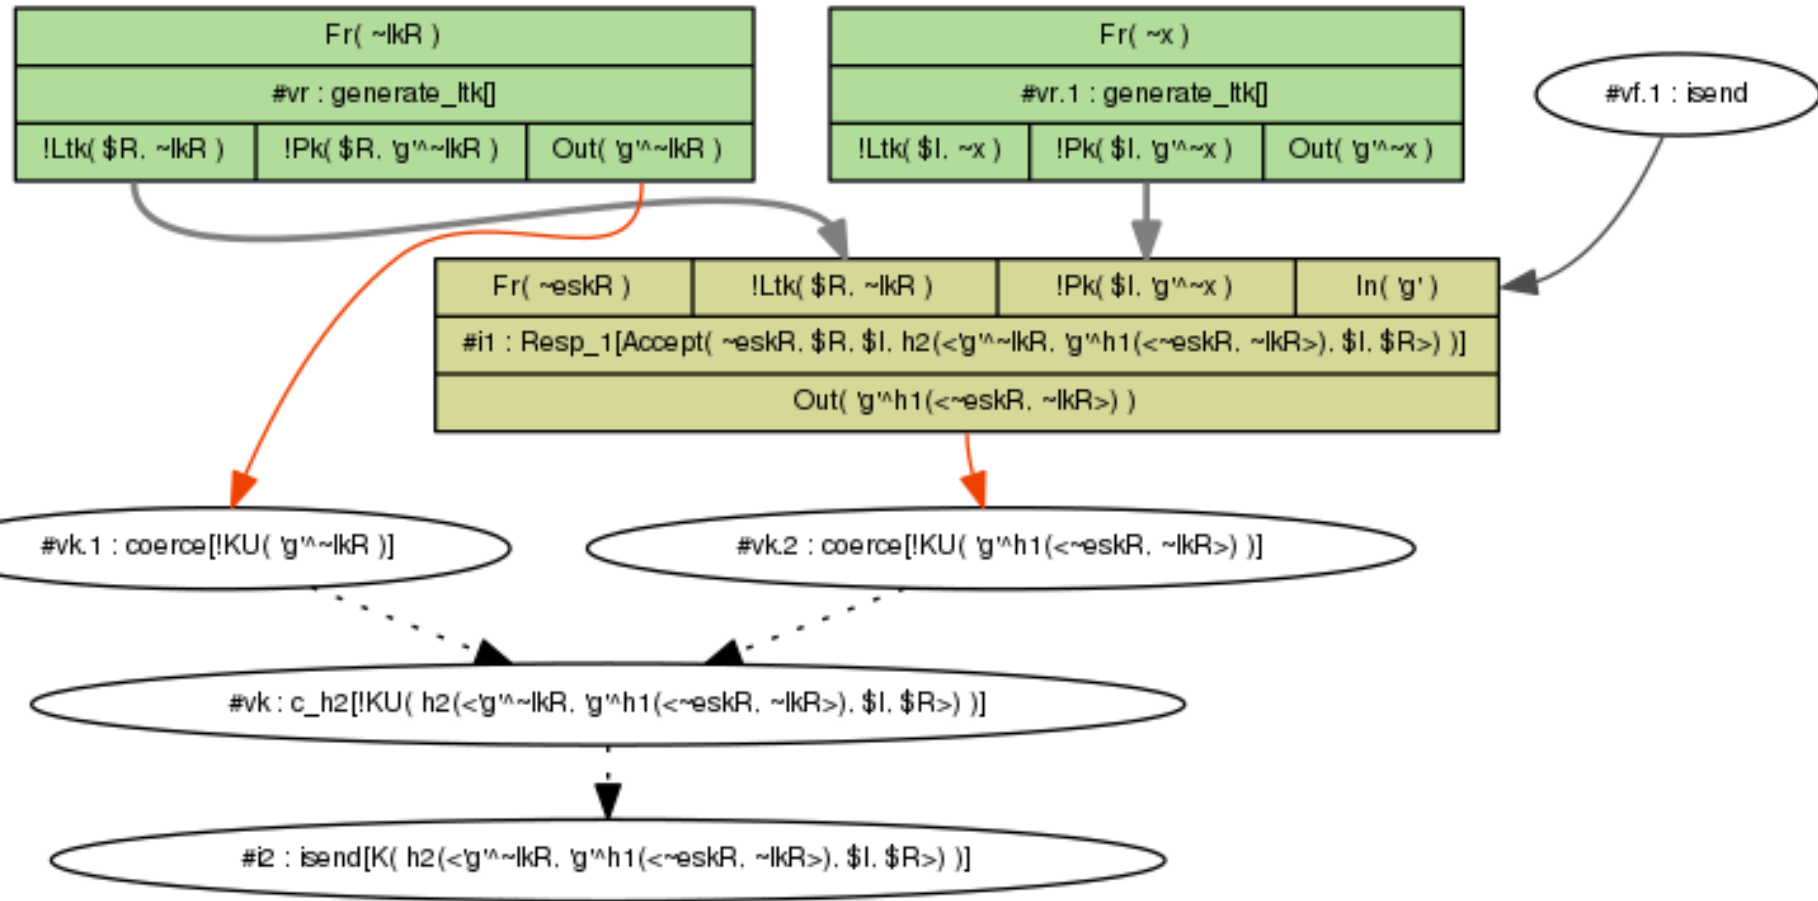 Fr( ~lkR )
#vr : generate_ltk[]
!Ltk( $R, ~lkR ) !Pk( $R, 'g'^~lkR ) Out( 'g'^~lkR )
Fr( ~x )
#vr.1 : generate_ltk[]
!Ltk( $I, ~x ) !Pk( $I, 'g'^~x ) Out( 'g'^~x )
#vf.1 : isend
Fr( ~eskR ) !Ltk( $R, ~lkR ) !Pk( $I, 'g'^~x ) In( 'g' )
#i1 : Resp_1[Accept( ~eskR, $R, $I, h2(<'g'^~lkR, 'g'^h1(<~eskR, ~lkR>), $I, $R>) )]
Out( 'g'^h1(<~eskR, ~lkR>) )
#vk.1 : coerce[!KU( 'g'^~lkR )]
#vk.2 : coerce[!KU( 'g'^h1(<~eskR, ~lkR>) )]
#vk : c_h2[!KU( h2(<'g'^~lkR, 'g'^h1(<~eskR, ~lkR>), $I, $R>) )]
#i2 : isend[K( h2(<'g'^~lkR, 'g'^h1(<~eskR, ~lkR>), $I, $R>) )]